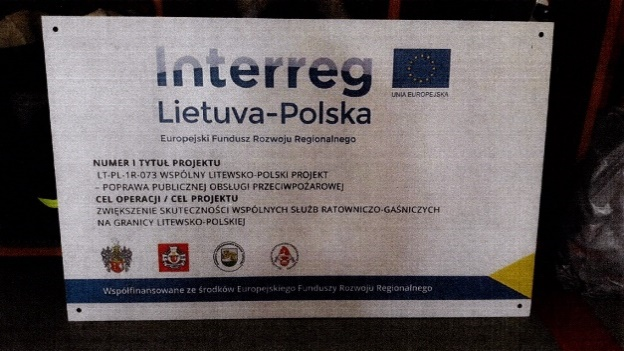 Interreg
UNIA EUROPEJSKA
Lietuva-Polska
Europejski Fundusz Rozwoju Regionalnego
NUMER I TYTUŁ PROJEKTU
LT-PL-1R-073 WSPÓLNY LITEWSKO-POLSKI PROJEKT
– POPRAWA PUBLICZNEJ OBSŁUGI PRZECIWPOŻAROWEJ
CEL OPERACJI / CEL PROJEKTU
ZWIĘKSZENIE SKUTECZNOŚCI WSPÓLNYCH SŁUŻB RATOWNICZO-GAŚNICZYCH
NA GRANICY LITEWSKO-POLSKIEJ
Współfinansowane ze środków Europejskiego Funduszy Rozwoju Regionalnego